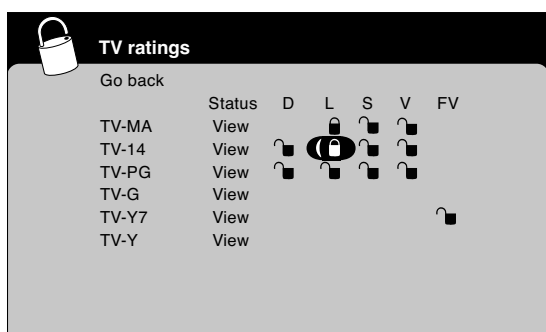 TV ratings
Go back
Status D L S V FV
TV-MA View
TV-14 View
TV-PG View
TV-G View
TV-Y7 View
TV-Y View